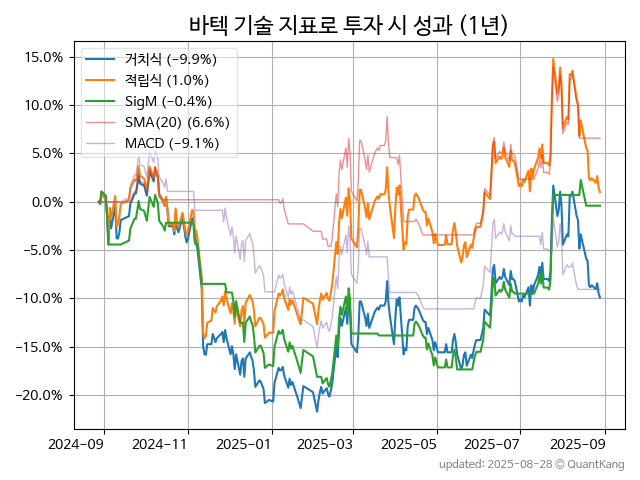 바텍 기술 지표로 투자 시 성과 (1년)
거치식 (−9.9%)
적립식 (1.0%)
SigM (−0.4%)
SMA(20) (6.6%)
MACD (−9.1%)
15.0%
10.0%
5.0%
0.0%
−5.0%
−10.0%
−15.0%
−20.0%
2024-09 2024-11 2025-01 2025-03 2025-05 2025-07 2025-09
updated: 2025-08-28 © QuantKang